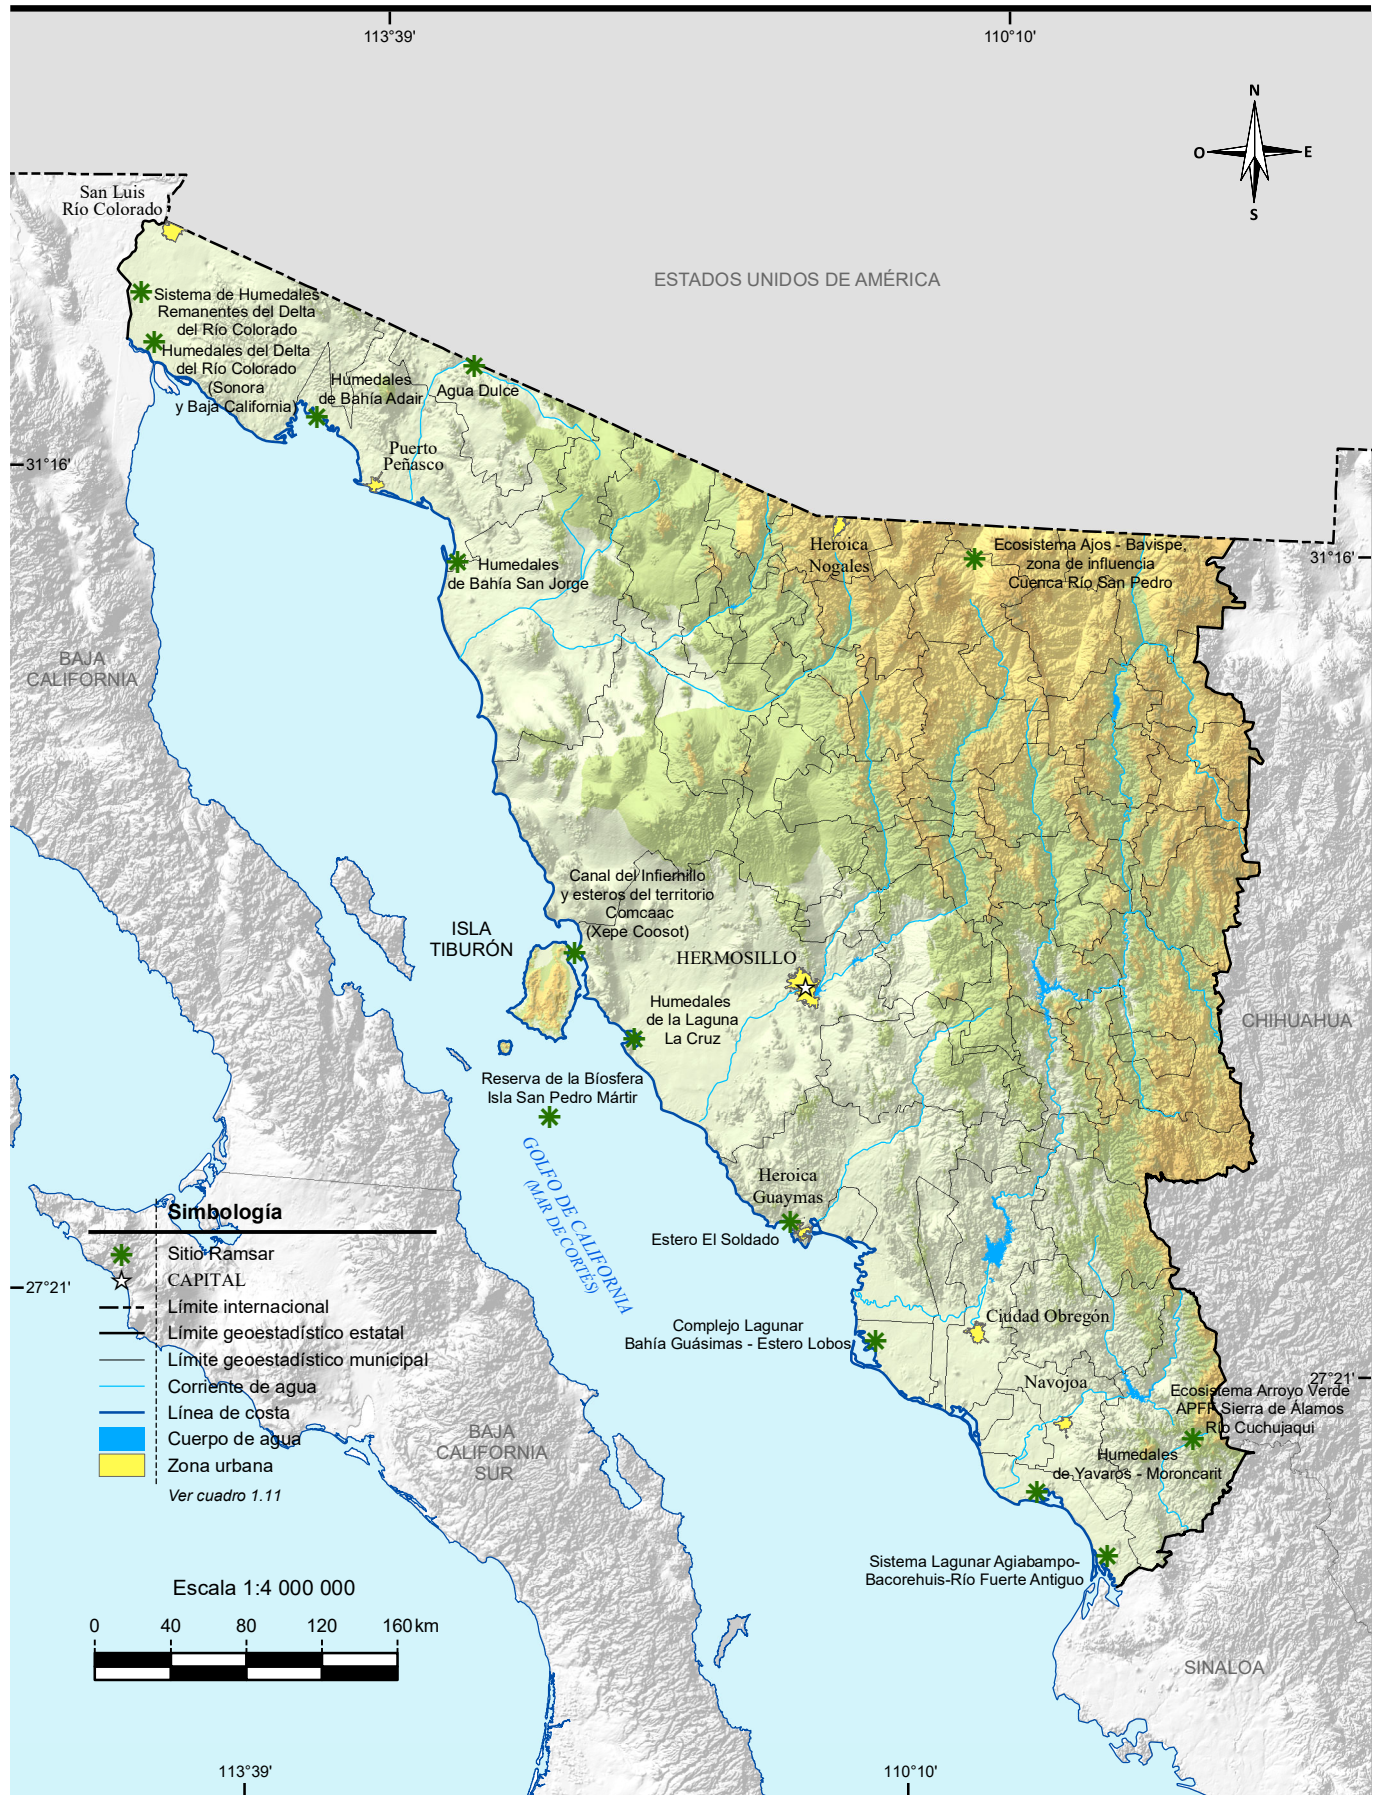 113°39'
110°10'
N
O
E
S
San Luis
Río Colorado
ESTADOS UNIDOS DE AMÉRICA
Sistema de Humedales
Remanentes del Delta
del Río Colorado
Humedales del Delta
del Río Colorado
(Sonora
y Baja California)
Humedales
de Bahía Adair
Agua Dulce
Puerto
Peñasco
31°16'
Heroica
Nogales
Ecosistema Ajos - Bavispe,
zona de influencia
Cuenca Río San Pedro
31°16'
Humedales
de Bahía San Jorge
BAJA
CALIFORNIA
Canal del Infiernillo
y esteros del territorio
Comcaac
(Xepe Coosot)
ISLA
TIBURÓN
HERMOSILLO
Humedales
de la Laguna
La Cruz
CHIHUAHUA
Reserva de la Bíosfera
Isla San Pedro Mártir
GOLFO DE CALIFORNIA
(MAR DE CORTÉS)
Heroica
Guaymas
Estero El Soldado
Simbología
Sitio Ramsar
CAPITAL
Límite internacional
Límite geoestadístico estatal
Límite geoestadístico municipal
Corriente de agua
Línea de costa
Cuerpo de agua
Zona urbana
Ver cuadro 1.11
27°21'
Complejo Lagunar
Bahía Guásimas - Estero Lobos
Ciudad Obregón
Navojoa
27°21'
Ecosistema Arroyo Verde
APFF Sierra de Álamos
Río Cuchujaqui
BAJA
CALIFORNIA
SUR
Humedales
de Yavaros - Moroncarit
Sistema Lagunar Agiabampo-
Bacorehuis-Río Fuerte Antiguo
Escala 1:4 000 000
0 40 80 120 160 km
SINALOA
113°39'
110°10'